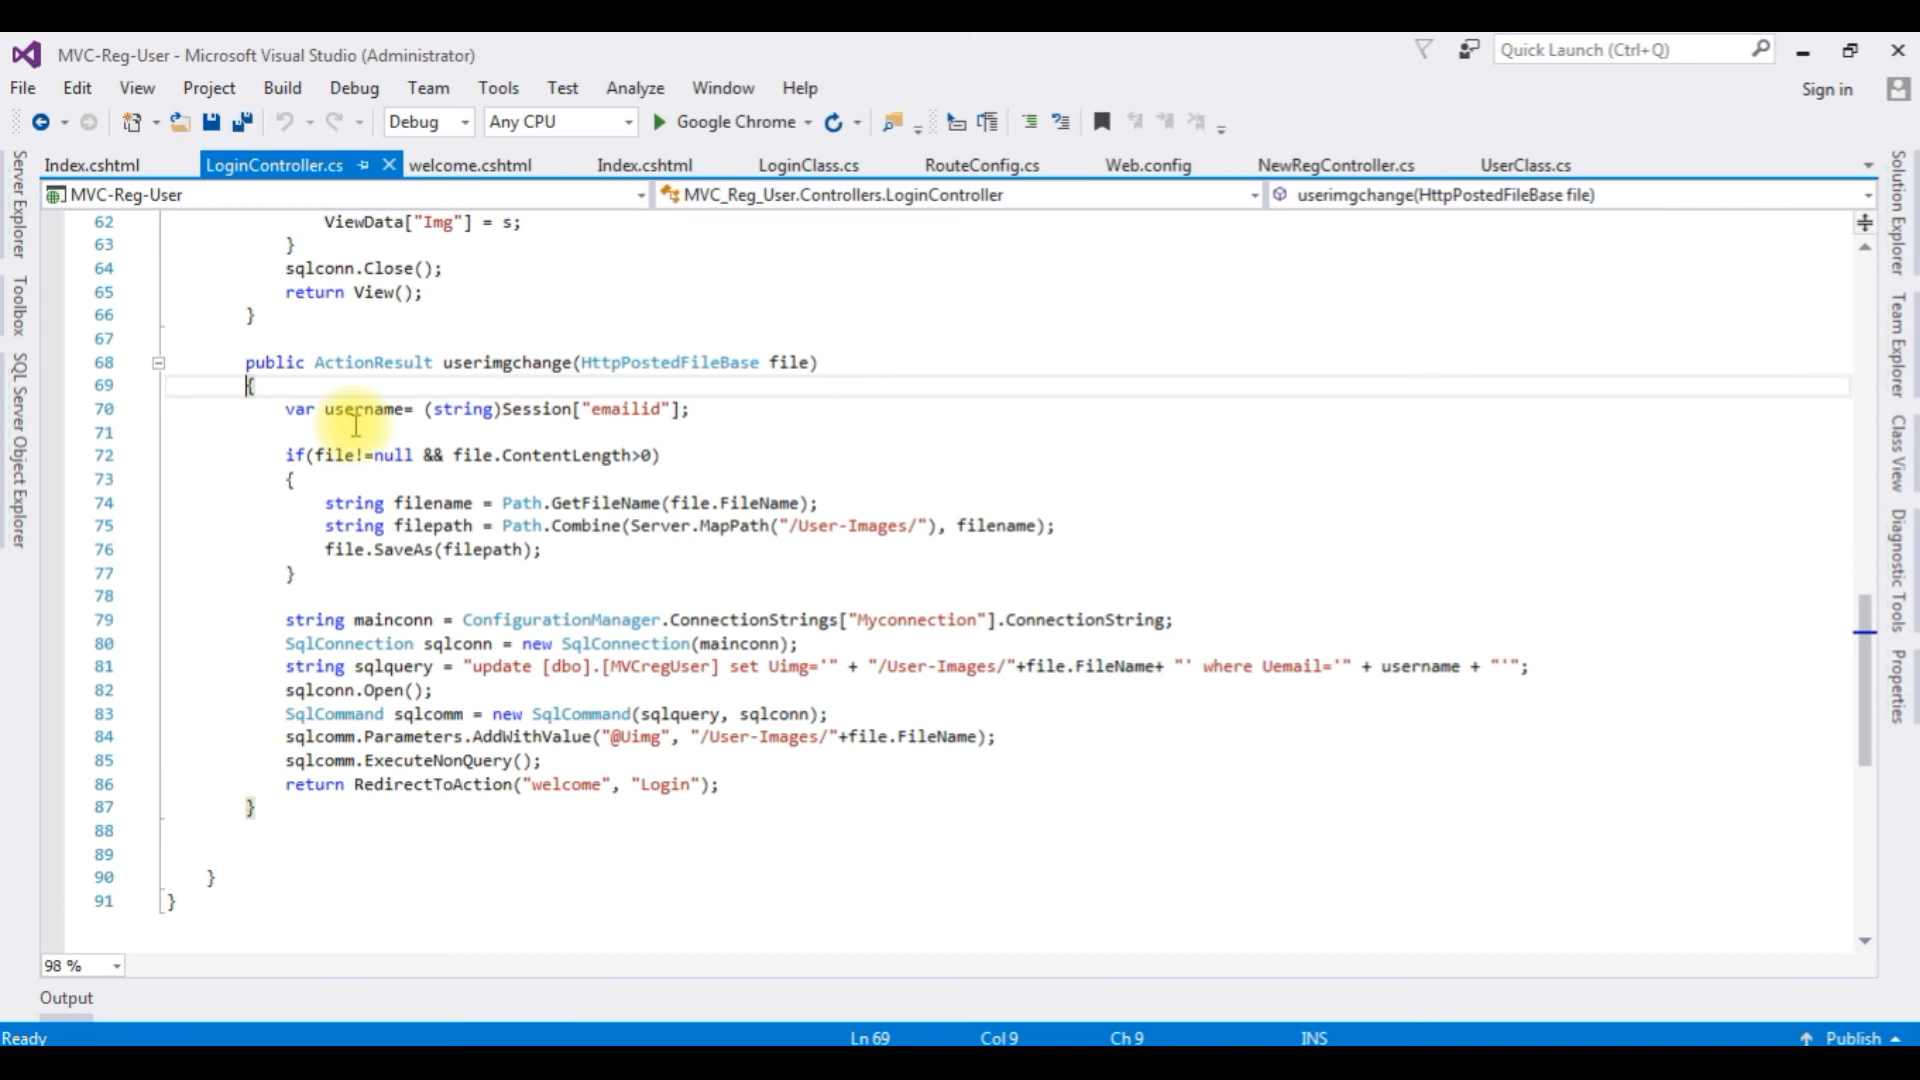 MVC-Reg-User - Microsoft Visual Studio (Administrator)
Quick Launch (Ctrl+Q)
File Edit View Project Build Debug Team Tools Test Analyze Window Help
Sign in
Debug Any CPU Google Chrome
Index.cshtml LoginController.cs welcome.cshtml Index.cshtml LoginClass.cs RouteConfig.cs Web.config NewRegController.cs UserClass.cs
MVC-Reg-User MVC_Reg_User.Controllers.LoginController userimgchange(HttpPostedFileBase file)
Server Explorer
Toolbox
SQL Server Object Explorer
62 ViewData["Img"] = s;
63 }
64 sqlconn.Close();
65 return View();
66 }
67
68 public ActionResult userimgchange(HttpPostedFileBase file)
69 {
70 var username= (string)Session["emailid"];
71
72 if(file!=null && file.ContentLength>0)
73 {
74 string filename = Path.GetFileName(file.FileName);
75 string filepath = Path.Combine(Server.MapPath("/User-Images/"), filename);
76 file.SaveAs(filepath);
77 }
78
79 string mainconn = ConfigurationManager.ConnectionStrings["Myconnection"].ConnectionString;
80 SqlConnection sqlconn = new SqlConnection(mainconn);
81 string sqlquery = "update [dbo].[MVCregUser] set Uimg='" + "/User-Images/"+file.FileName+ "' where Uemail='" + username + "'";
82 sqlconn.Open();
83 SqlCommand sqlcomm = new SqlCommand(sqlquery, sqlconn);
84 sqlcomm.Parameters.AddWithValue("@Uimg", "/User-Images/"+file.FileName);
85 sqlcomm.ExecuteNonQuery();
86 return RedirectToAction("welcome", "Login");
87 }
88
89
90 }
91 }
Solution Explorer
Team Explorer
Class View
Diagnostic Tools
Properties
98 %
Output
Ready Ln 69 Col 9 Ch 9 INS Publish